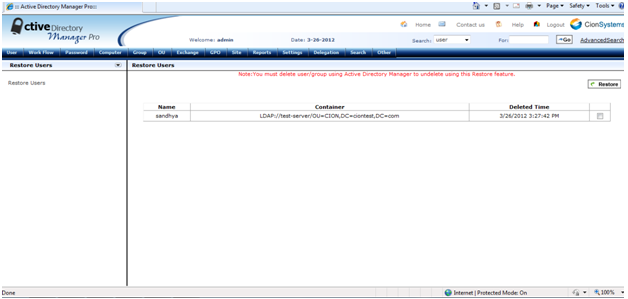 :: Active Directory Manager Pro::
Page Safety Tools
Active Directory
Manager Pro
Home Contact us Help Logout CionSystems
Welcome: admin Date: 3-26-2012 Search: user For: Go AdvancedSearch
User Work Flow Password Computer Group OU Exchange GPO Site Reports Settings Delegation Search Other
Restore Users Restore Users
Note:You must delete user/group using Active Directory Manager to undelete using this Restore feature.
Restore Users
Restore
Name Container Deleted Time
sandhya LDAP://test-server/OU=CION,DC=ciontest,DC=com 3/26/2012 3:27:42 PM
Done Internet | Protected Mode: On 100%